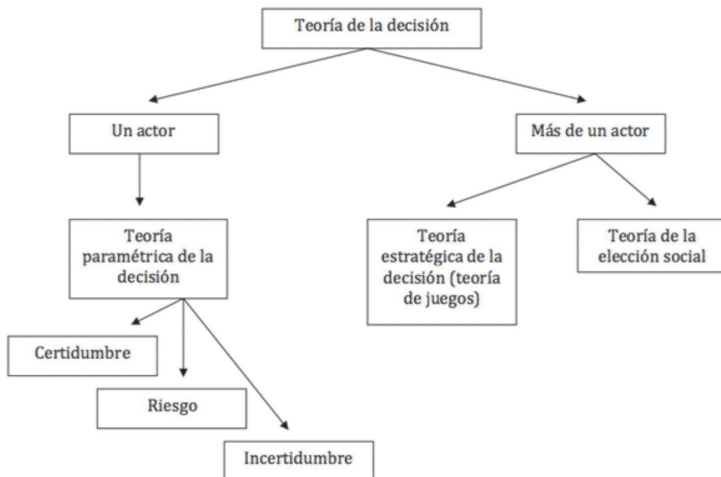 Teoría de la decisión
Un actor
Más de un actor
Teoría
paramétrica de la
decisión
Teoría
estratégica de la
decisión (teoría
de juegos)
Teoría de la
elección social
Certidumbre
Riesgo
Incertidumbre